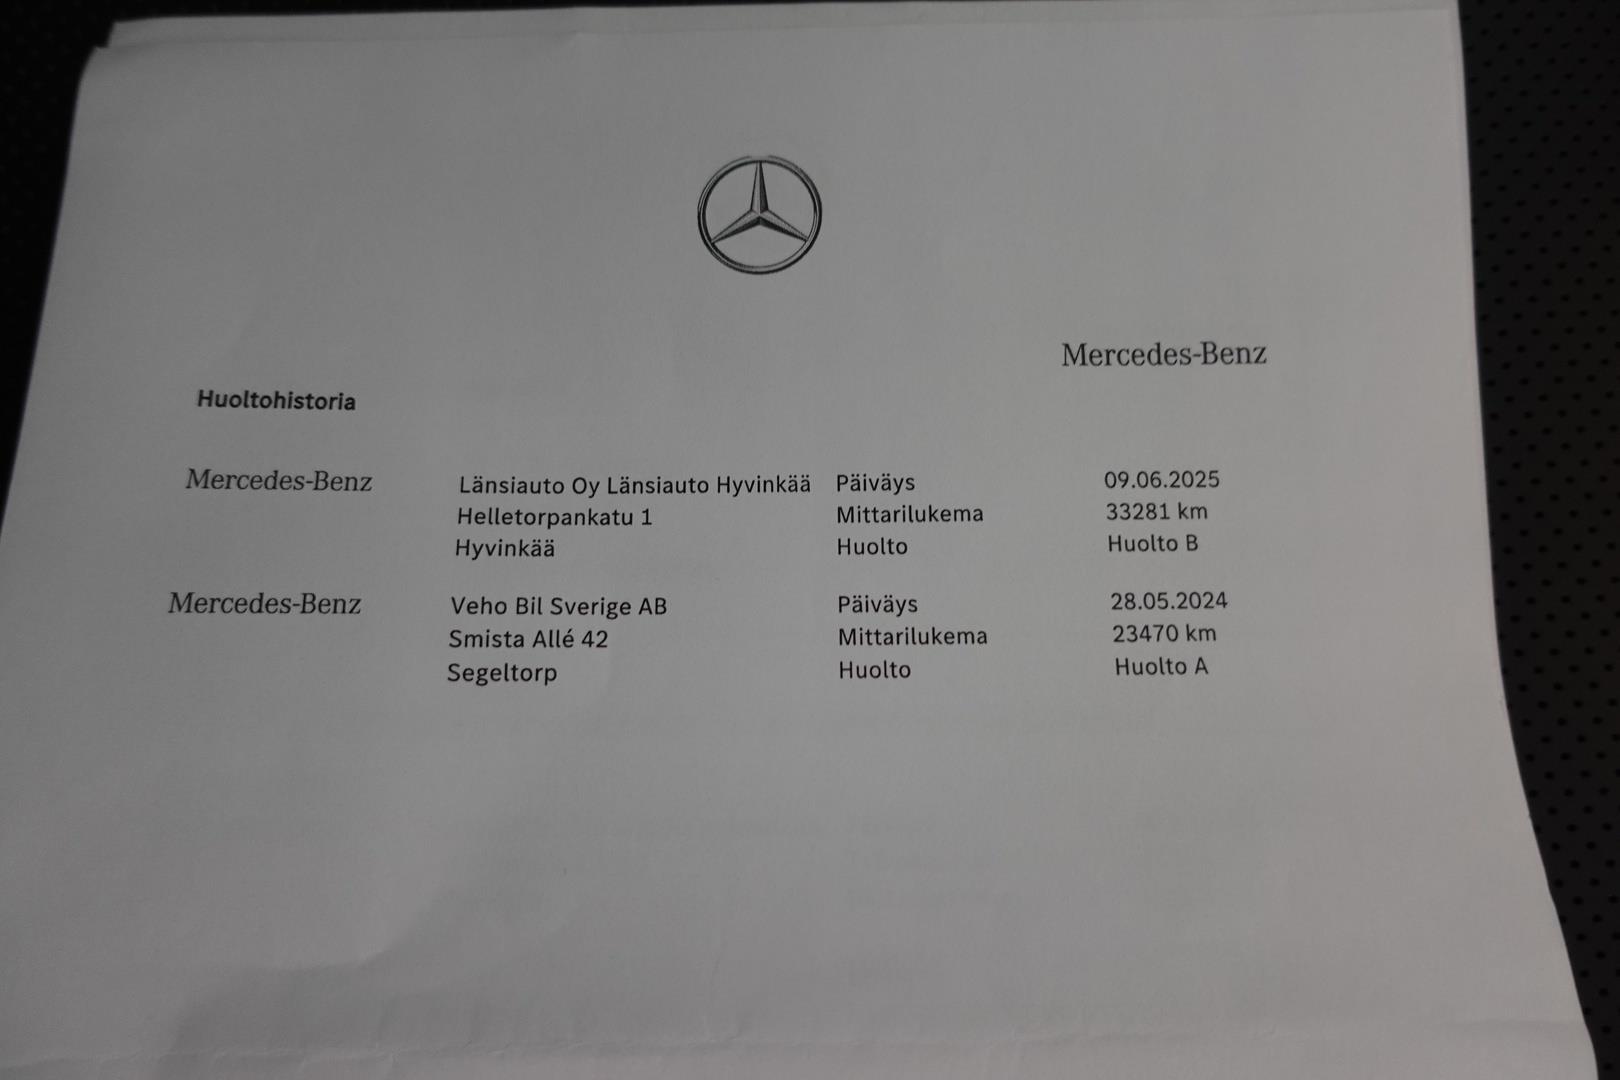 Mercedes-Benz
Huoltohistoria
Mercedes-Benz Länsiauto Oy Länsiauto Hyvinkää Päiväys 09.06.2025
Helletorpankatu 1 Mittarilukema 33281 km
Hyvinkää Huolto Huolto B
Mercedes-Benz Veho Bil Sverige AB Päiväys 28.05.2024
Smista Allé 42 Mittarilukema 23470 km
Segeltorp Huolto Huolto A